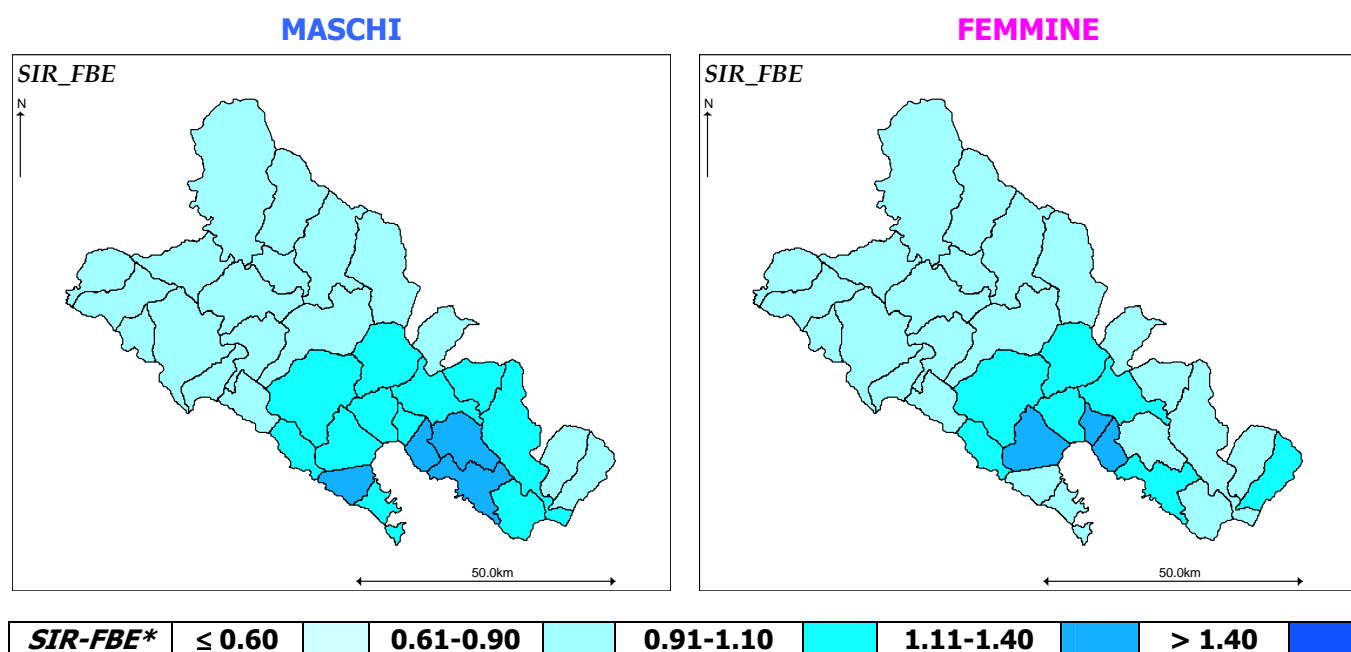 MASCHI
FEMMINE
SIR_FBE
N
50.0km
SIR_FBE
N
50.0km
SIR-FBE* ≤ 0.60 0.61-0.90 0.91-1.10 1.11-1.40 > 1.40